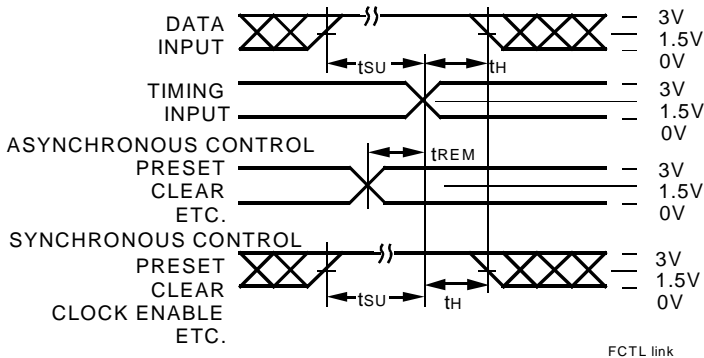 DATA
INPUT
3V
1.5V
0V
tSU
tH
TIMING
INPUT
3V
1.5V
0V
ASYNCHRONOUS CONTROL
PRESET
CLEAR
ETC.
tREM
3V
1.5V
0V
SYNCHRONOUS CONTROL
PRESET
CLEAR
CLOCK ENABLE
ETC.
tSU
tH
3V
1.5V
0V
FCTL link